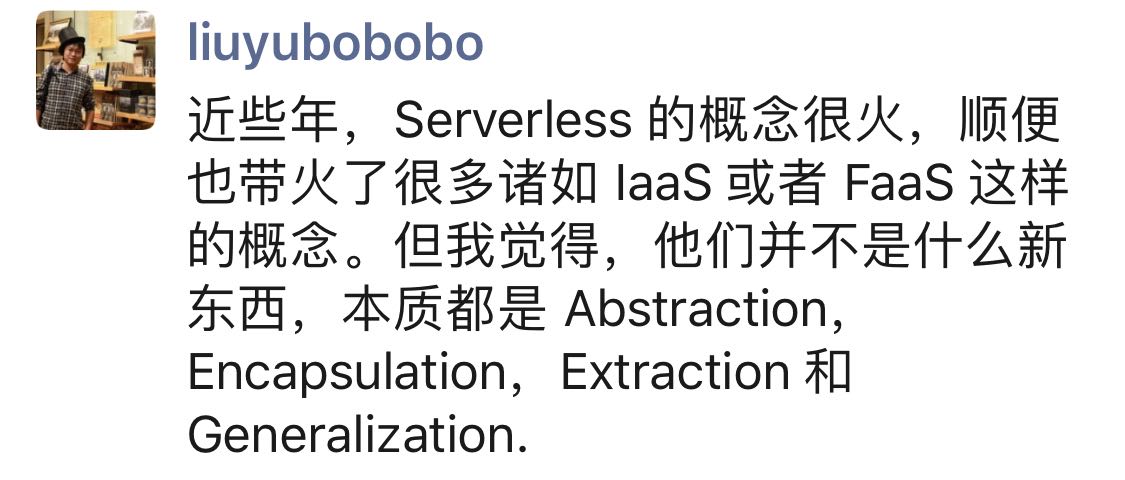 liuyubobobo
近些年，Serverless 的概念很火，顺便
也带火了很多诸如 IaaS 或者 FaaS 这样
的概念。但我觉得，他们并不是什么新
东西，本质都是 Abstraction，
Encapsulation，Extraction 和
Generalization.